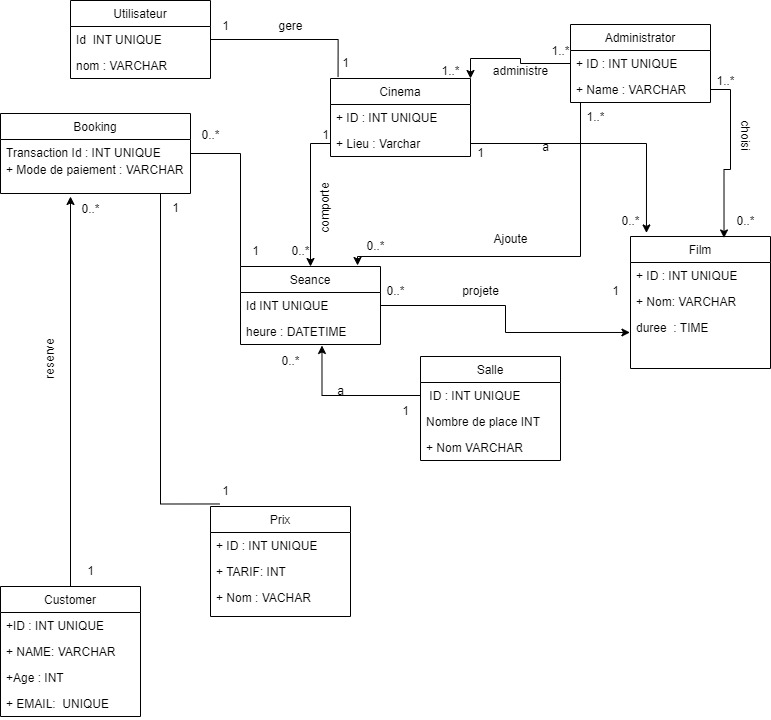 Utilisateur
Id  INT UNIQUE
nom : VARCHAR
1
gere
1
Administrator
+ ID : INT UNIQUE
+ Name : VARCHAR
1..*
administre
1..*
Cinema
+ ID : INT UNIQUE
+ Lieu : Varchar
1..*
choisi
0..*
1..*
Ajoute
0..*
1
a
0..*
1
comporte
0..*
Booking
Transaction Id : INT UNIQUE
+ Mode de paiement : VARCHAR
0..*
1
1
0..*
Seance
Id INT UNIQUE
heure : DATETIME
0..*
projete
1
Film
+ ID : INT UNIQUE
+ Nom: VARCHAR
duree  : TIME
0..*
a
1
Salle
ID : INT UNIQUE
Nombre de place INT
+ Nom VARCHAR
reserve
1
1
Prix
+ ID : INT UNIQUE
+ TARIF: INT
+ Nom : VACHAR
Customer
+ID : INT UNIQUE
+ NAME: VARCHAR
+Age : INT
+ EMAIL:  UNIQUE